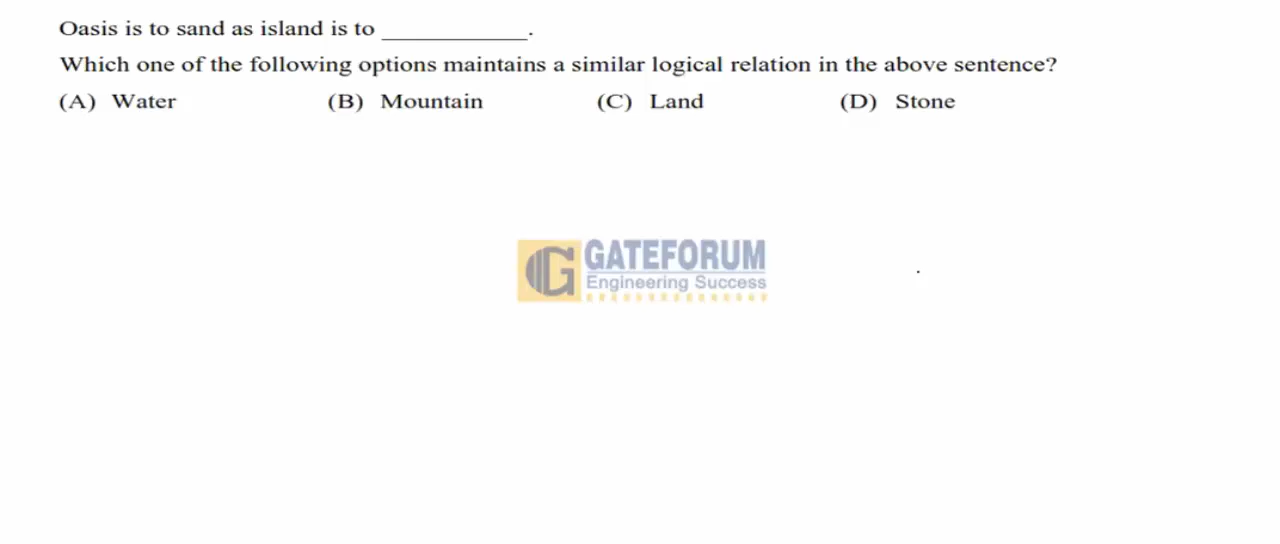 Oasis is to sand as island is to ____________.
Which one of the following options maintains a similar logical relation in the above sentence?
(A) Water (B) Mountain (C) Land (D) Stone
GATEFORUM
Engineering Success